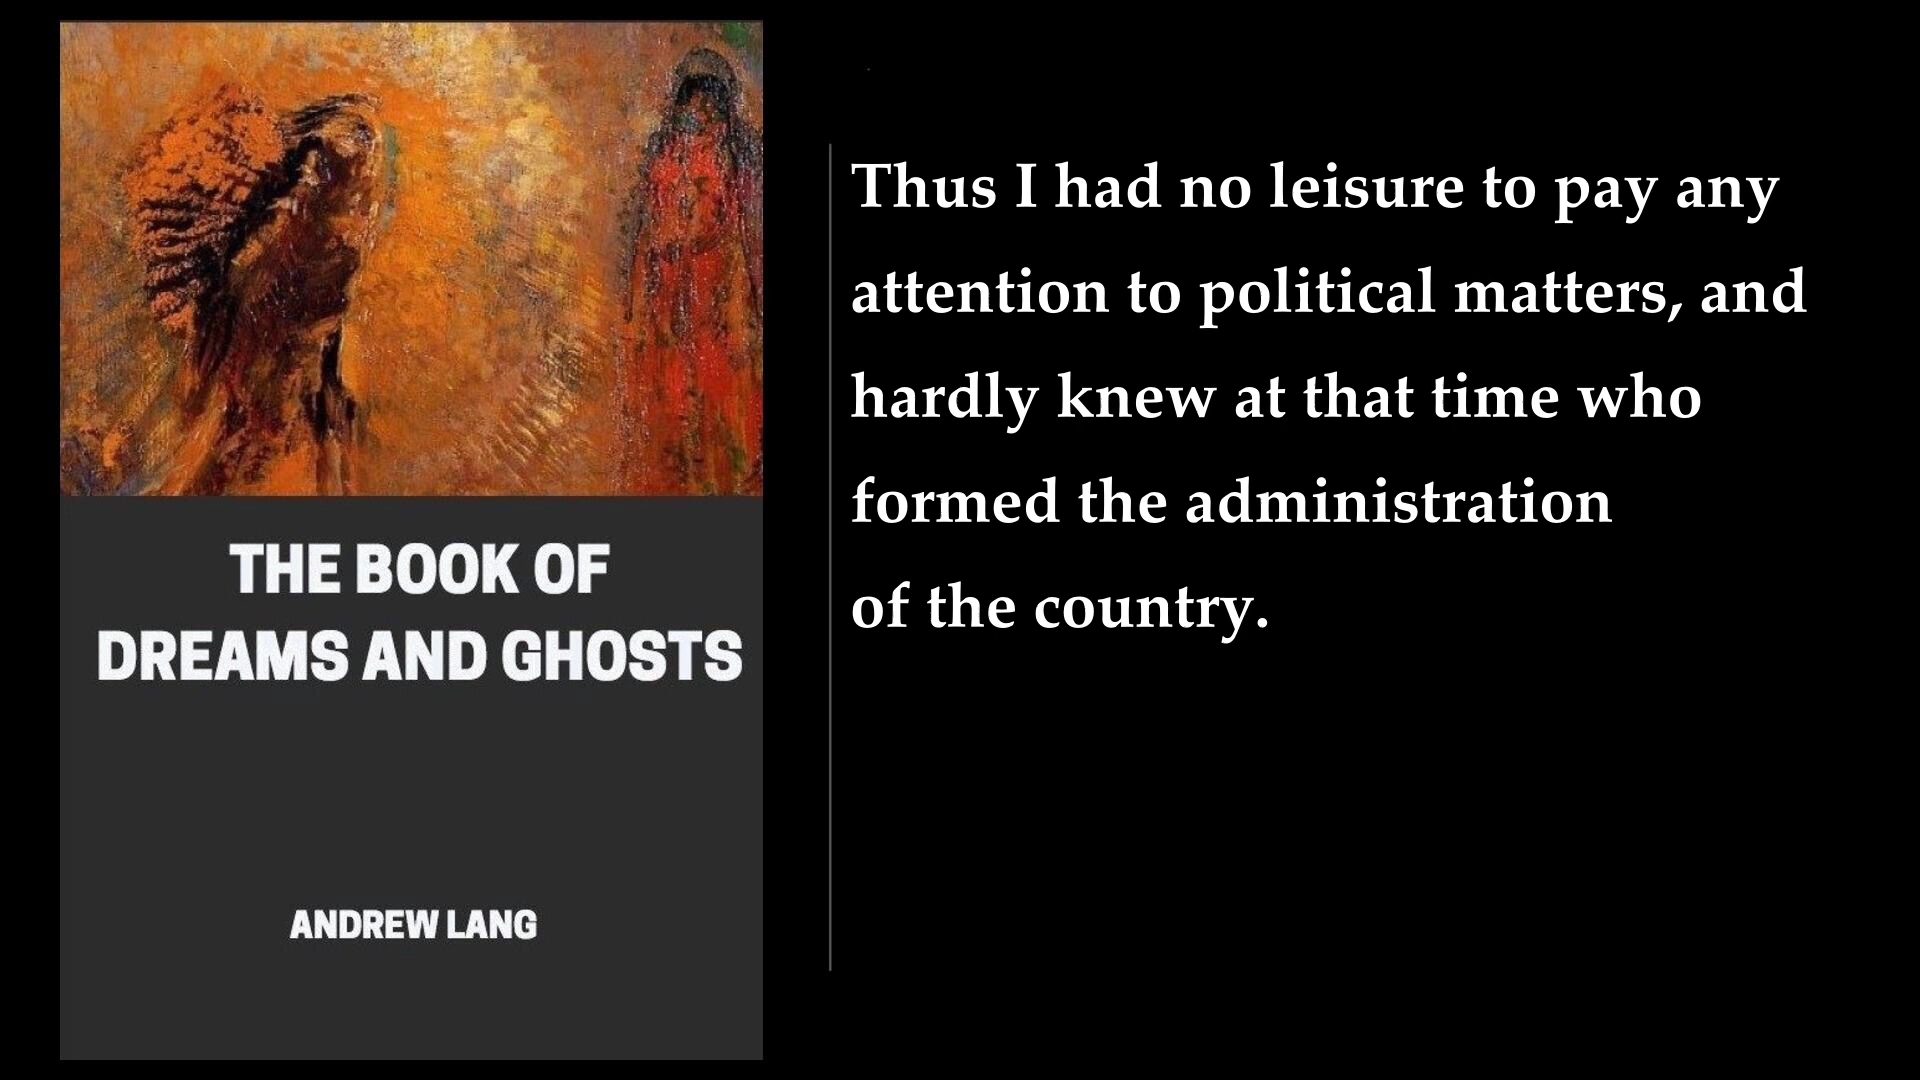 THE BOOK OF
DREAMS AND GHOSTS
ANDREW LANG
Thus I had no leisure to pay any
attention to political matters, and
hardly knew at that time who
formed the administration
of the country.